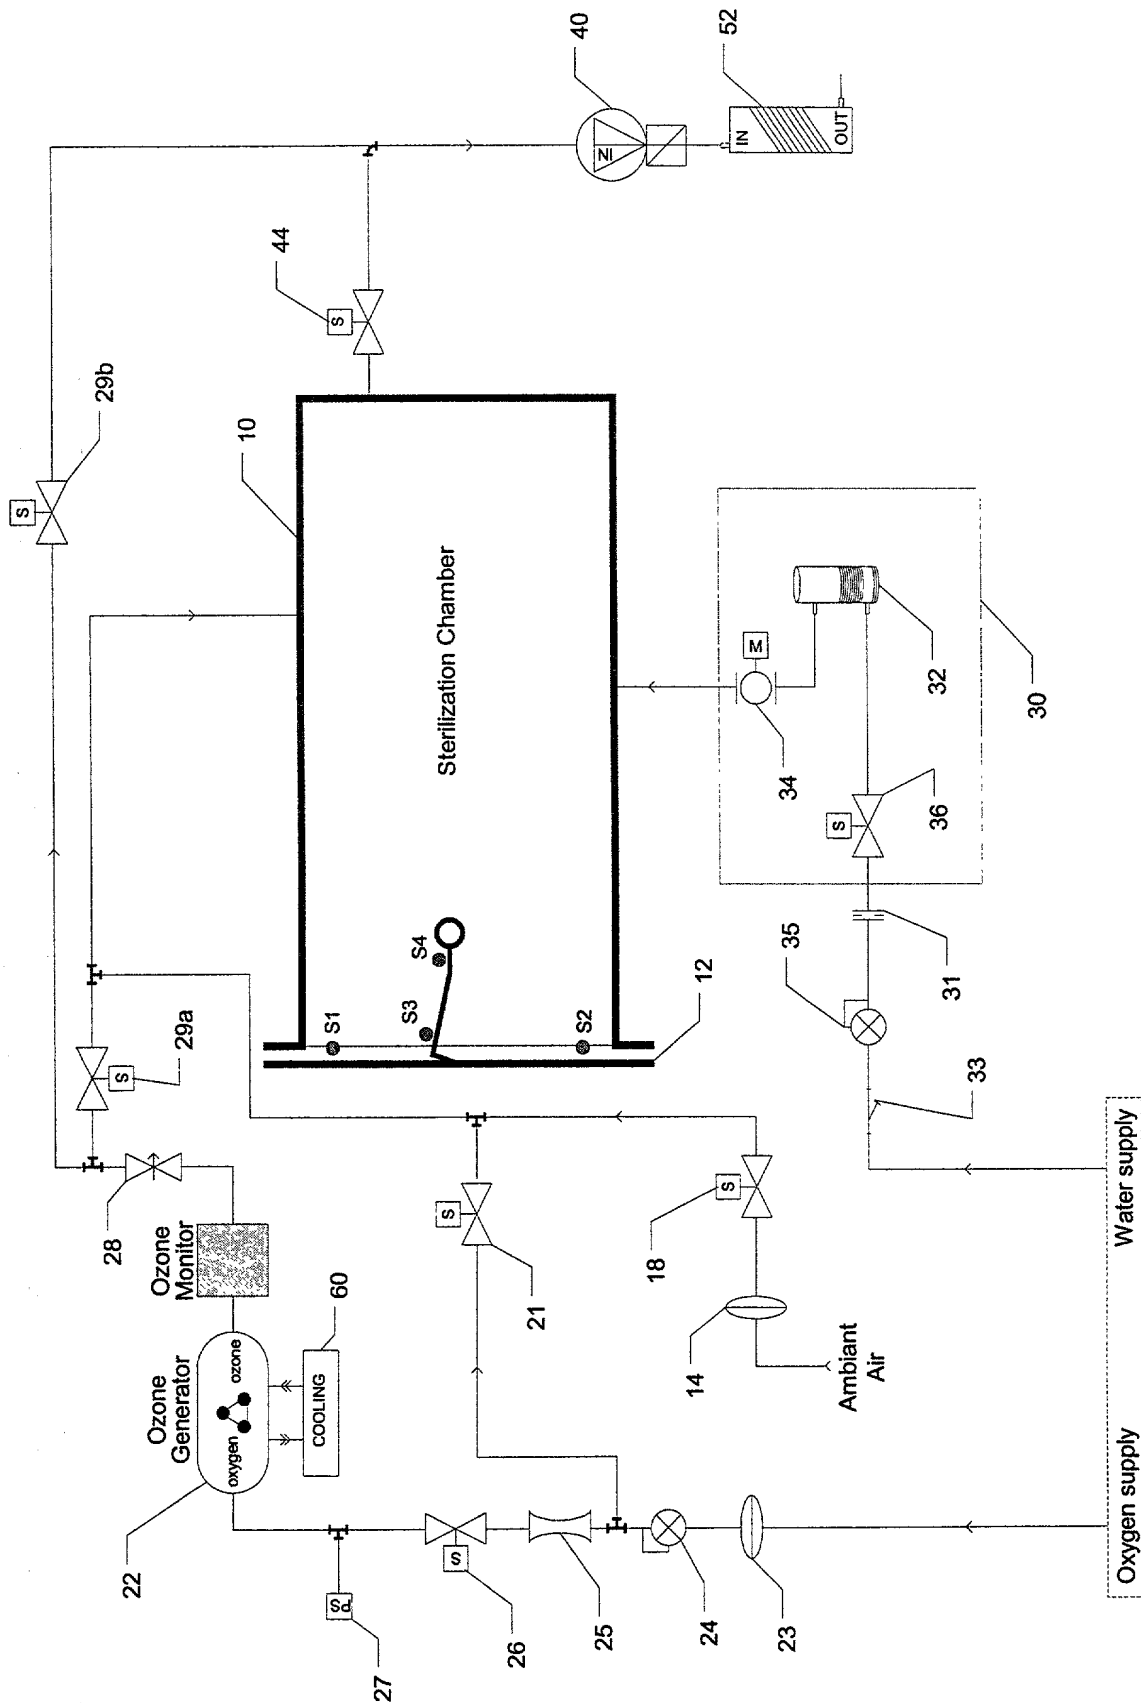 S
29b
22
28
S
29a
Ozone
Generator
oxygen
ozone
Ozone
Monitor
10
COOLING
60
44
S
PS
27
S1
S3
S4
S2
Sterilization Chamber
S
26
S
21
40
NI
25
18
S
52
IN
OUT
24
14
23
Ambiant
Air
12
35
34
M
S
36
32
31
33
30
Oxygen supply
Water supply